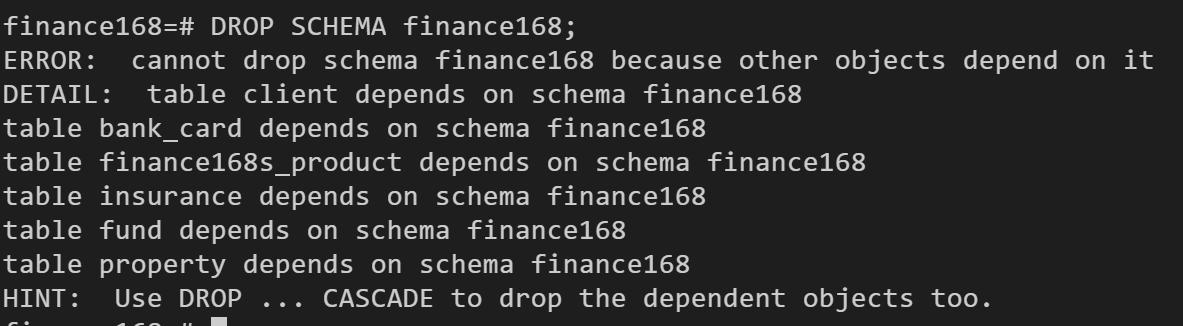 finance168=# DROP SCHEMA finance168;
ERROR:  cannot drop schema finance168 because other objects depend on it
DETAIL:  table client depends on schema finance168
table bank_card depends on schema finance168
table finance168s_product depends on schema finance168
table insurance depends on schema finance168
table fund depends on schema finance168
table property depends on schema finance168
HINT:  Use DROP ... CASCADE to drop the dependent objects too.